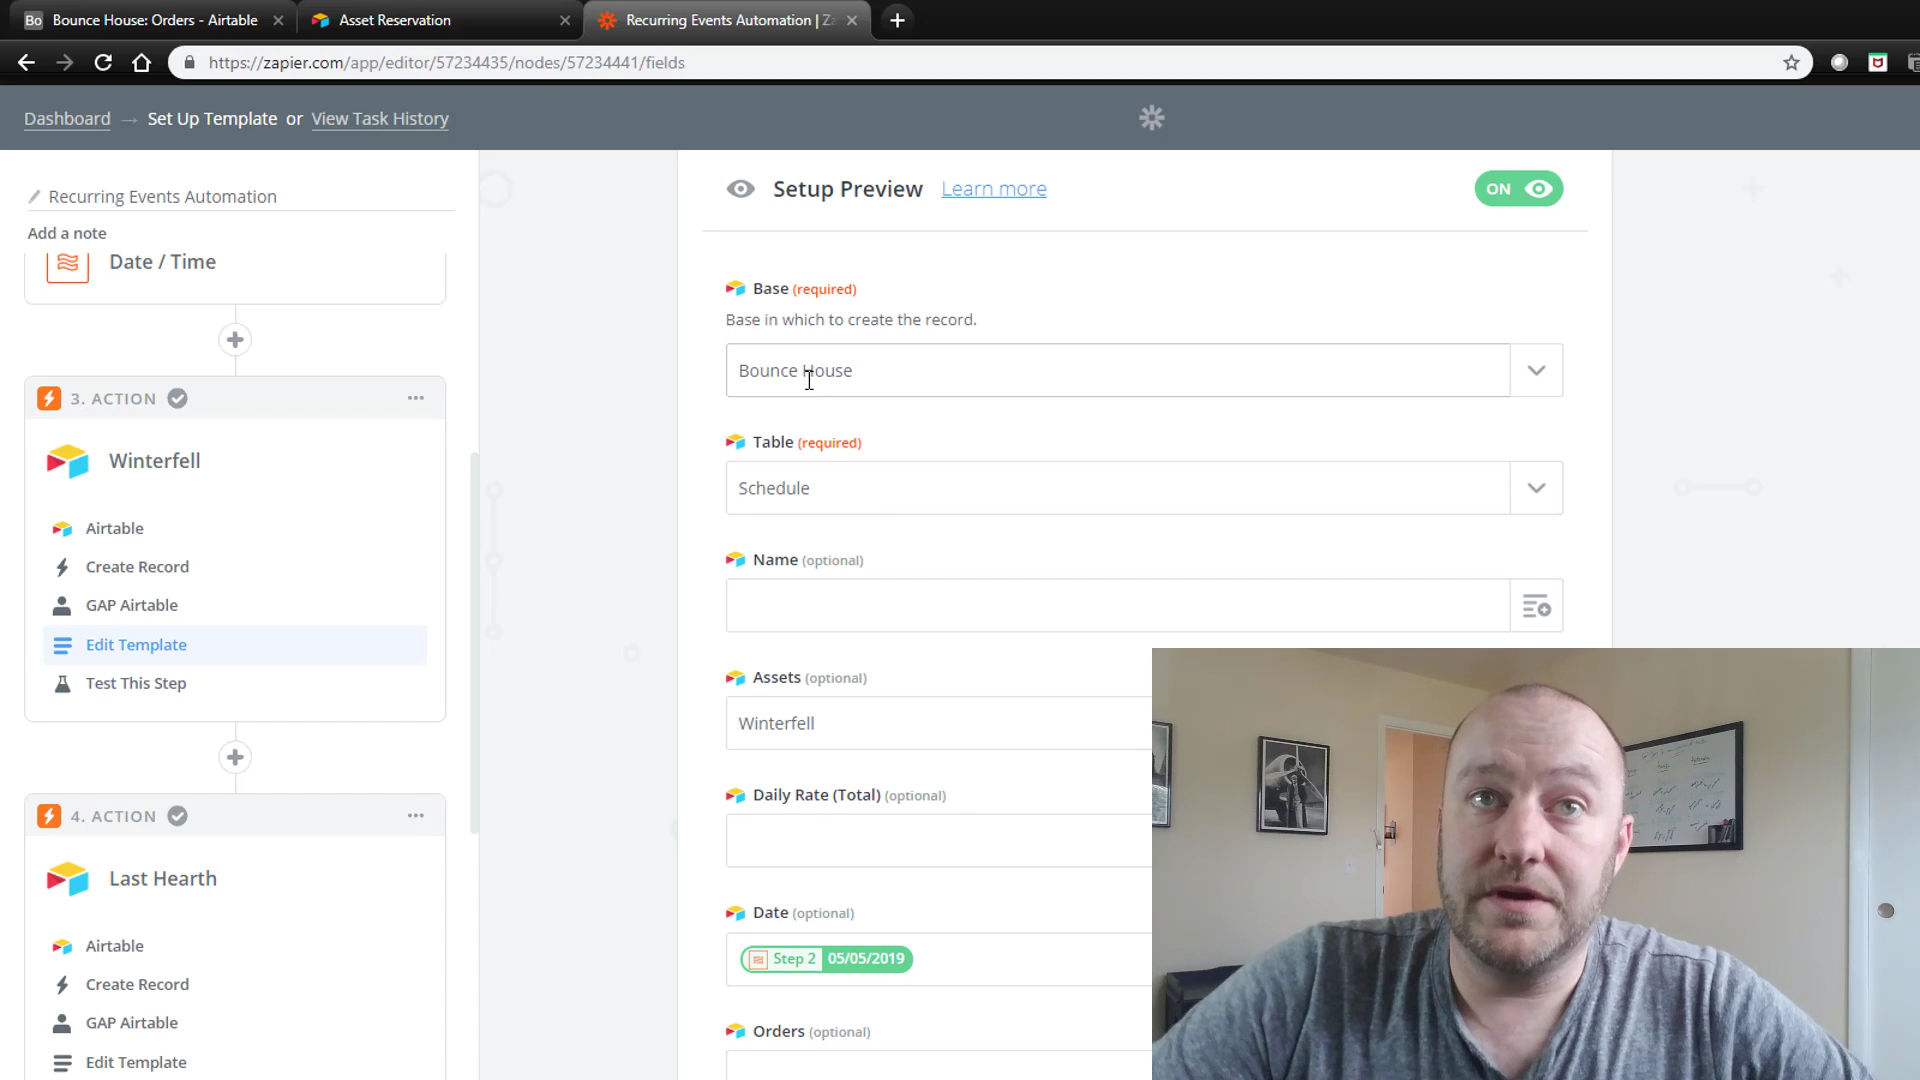 Bo Bounce House: Orders - Airtable
Asset Reservation
Recurring Events Automation | Za
https://zapier.com/app/editor/57234435/nodes/57234441/fields
Dashboard → Set Up Template or View Task History
Recurring Events Automation
Add a note
Date / Time
3. ACTION
Winterfell
Airtable
Create Record
GAP Airtable
Edit Template
Test This Step
4. ACTION
Last Hearth
Airtable
Create Record
GAP Airtable
Edit Template
Setup Preview Learn more
ON
Base (required)
Base in which to create the record.
Bounce House
Table (required)
Schedule
Name (optional)
Assets (optional)
Winterfell
Daily Rate (Total) (optional)
Date (optional)
Step 2 05/05/2019
Orders (optional)